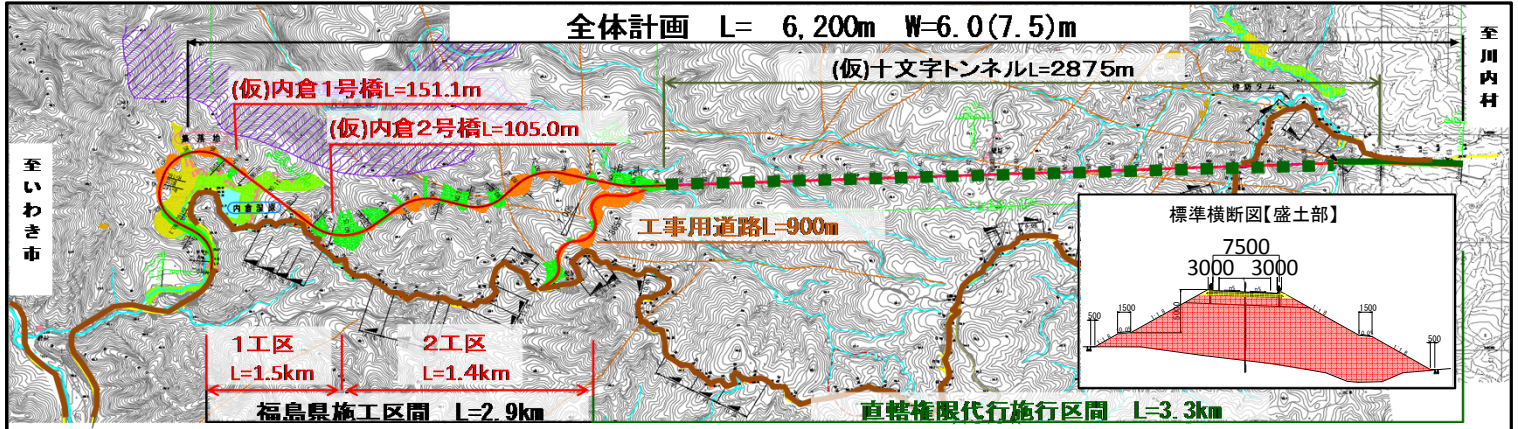 全体計画 L= 6,200m W=6.0(7.5)m
至川内村
(仮)十文字トンネルL=2875m
(仮)内倉1号橋L=151.1m
(仮)内倉2号橋L=105.0m
至いわき市
内倉湿原
工事用道路L=900m
標準横断図【盛土部】
7500
3000 3000
1500
1500
500
500
1工区
L=1.5km
2工区
L=1.4km
福島県施工区間 L=2.9km
直轄権限代行施行区間 L=3.3km